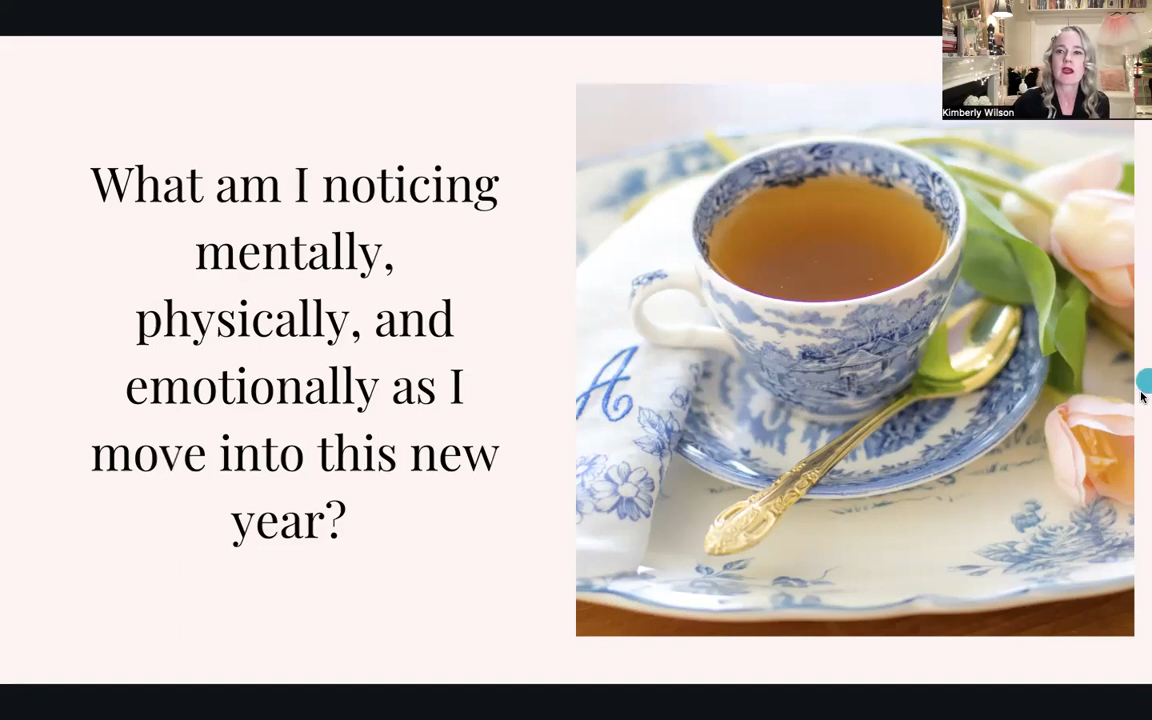 Kimberly Wilson
What am I noticing
mentally,
physically, and
emotionally as I
move into this new
year?
A